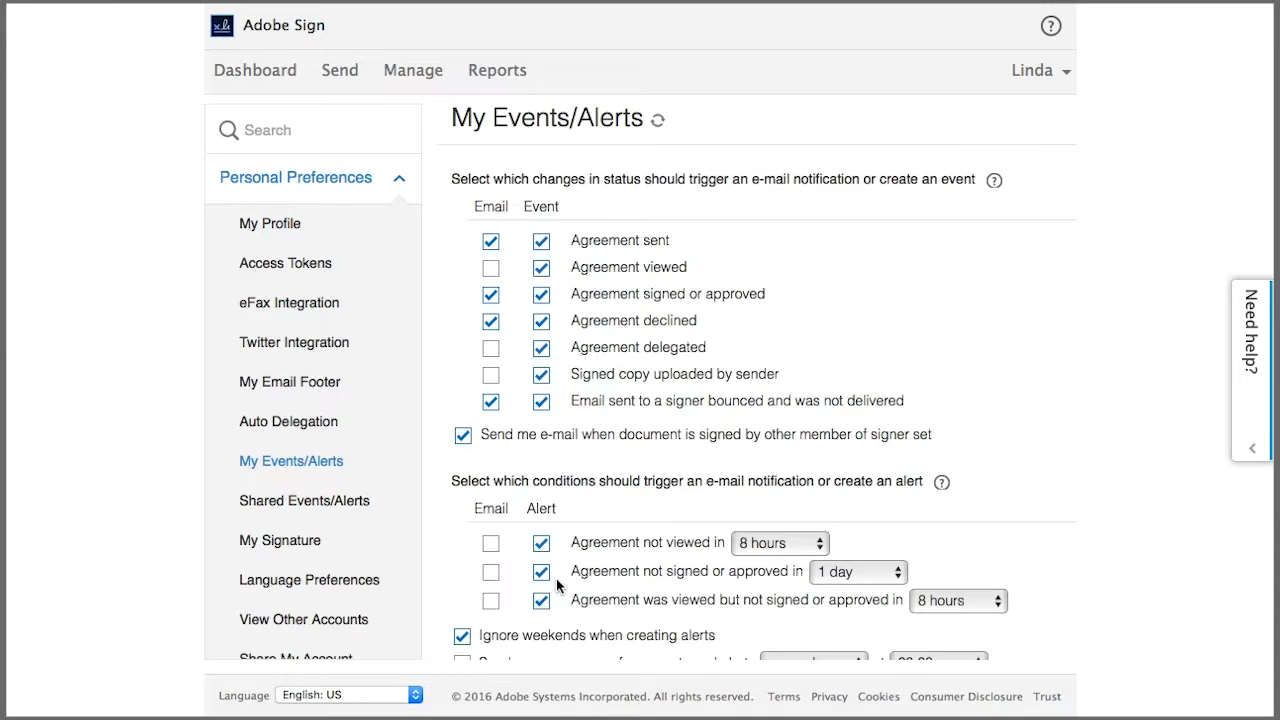 Adobe Sign
Dashboard Send Manage Reports Linda
Search
Personal Preferences
My Profile
Access Tokens
eFax Integration
Twitter Integration
My Email Footer
Auto Delegation
My Events/Alerts
Shared Events/Alerts
My Signature
Language Preferences
View Other Accounts
Share My Account
My Events/Alerts
Select which changes in status should trigger an e-mail notification or create an event
Email Event
Agreement sent
Agreement viewed
Agreement signed or approved
Agreement declined
Agreement delegated
Signed copy uploaded by sender
Email sent to a signer bounced and was not delivered
Send me e-mail when document is signed by other member of signer set
Select which conditions should trigger an e-mail notification or create an alert
Email Alert
Agreement not viewed in 8 hours
Agreement not signed or approved in 1 day
Agreement was viewed but not signed or approved in 8 hours
Ignore weekends when creating alerts
Need help?
Language English: US © 2016 Adobe Systems Incorporated. All rights reserved. Terms Privacy Cookies Consumer Disclosure Trust